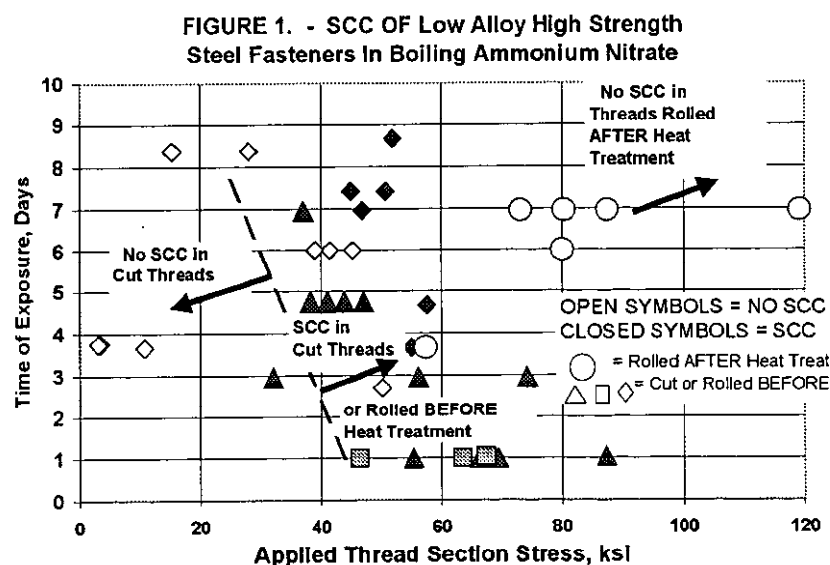 FIGURE 1. - SCC OF Low Alloy High Strength
Steel Fasteners In Boiling Ammonium Nitrate
10
9
8
7
6
5
4
3
2
1
0
Time of Exposure, Days
No SCC in
Threads Rolled
AFTER Heat
Treatment
No SCC in
Cut Threads
SCC in
Cut Threads
or Rolled BEFORE
Heat Treatment
OPEN SYMBOLS = NO SCC
CLOSED SYMBOLS = SCC
= Rolled AFTER Heat Treat
= Cut or Rolled BEFORE
0 20 40 60 80 100 120
Applied Thread Section Stress, ksi